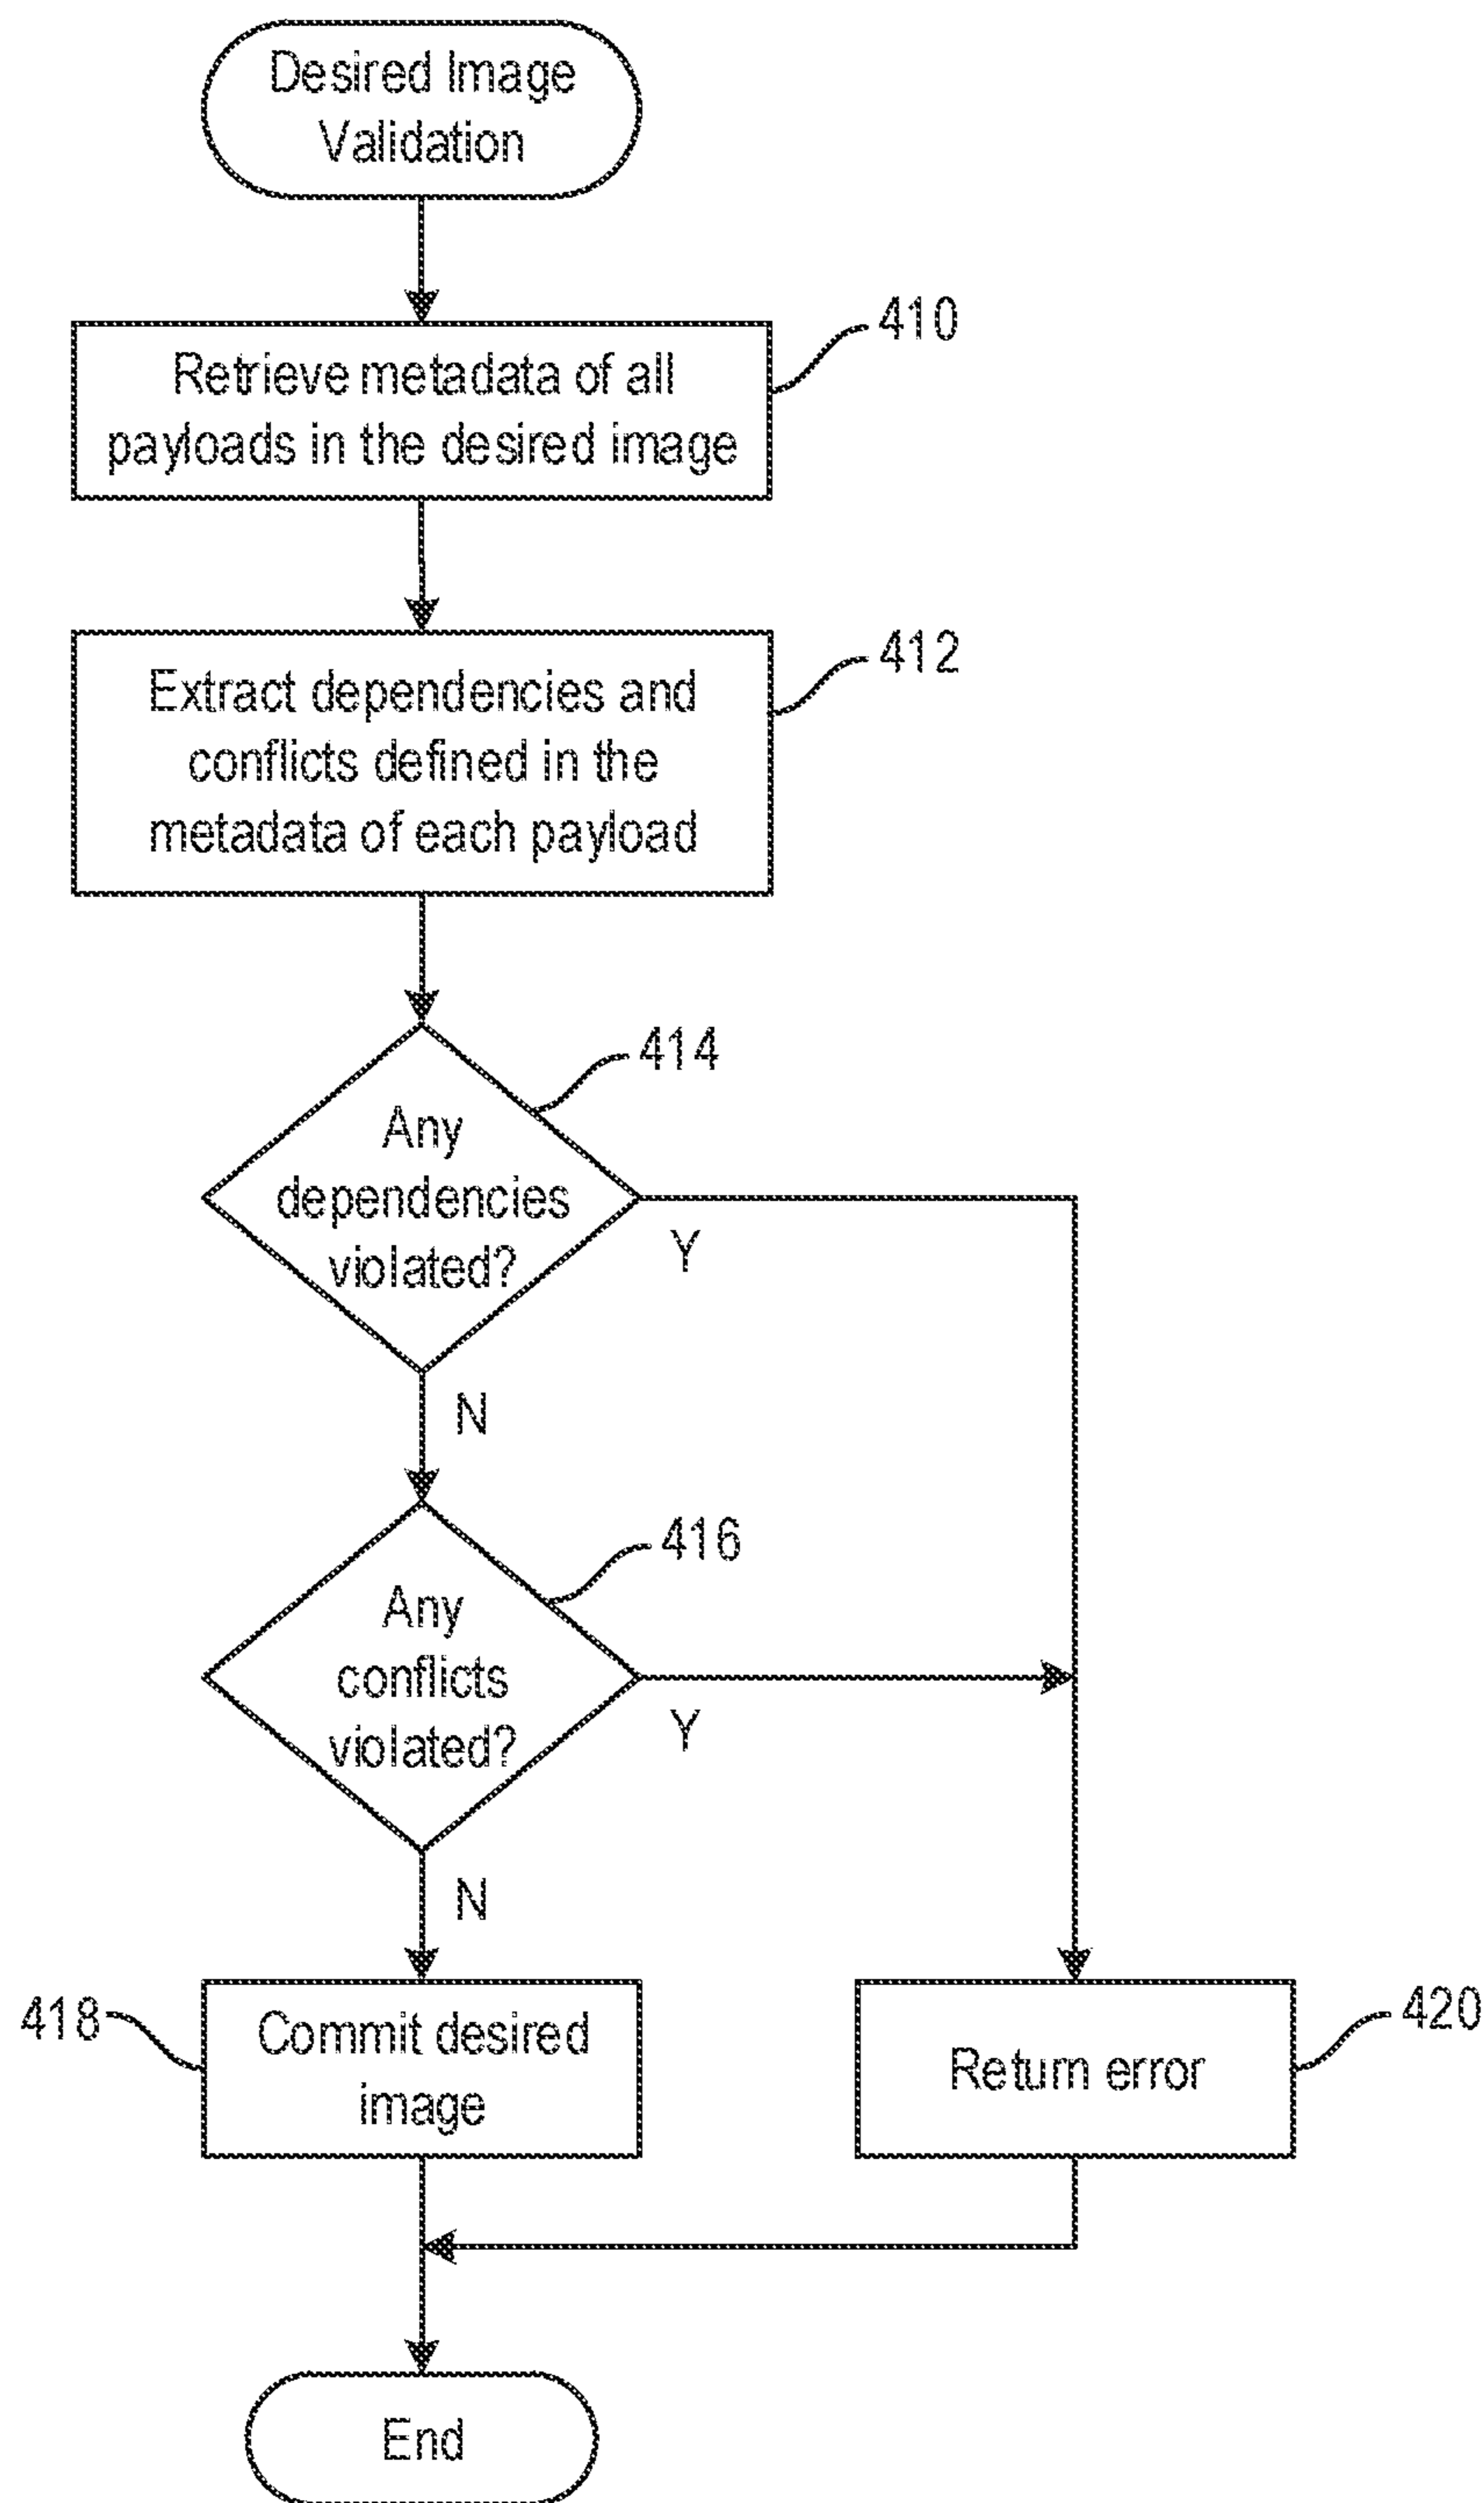 Desired Image
Validation
410
Retrieve metadata of all
payloads in the desired image
412
Extract dependencies and
conflicts defined in the
metadata of each payload
414
Any
dependencies
violated?
Y
N
416
Any
conflicts
violated?
Y
N
418
Commit desired
image
420
Return error
End